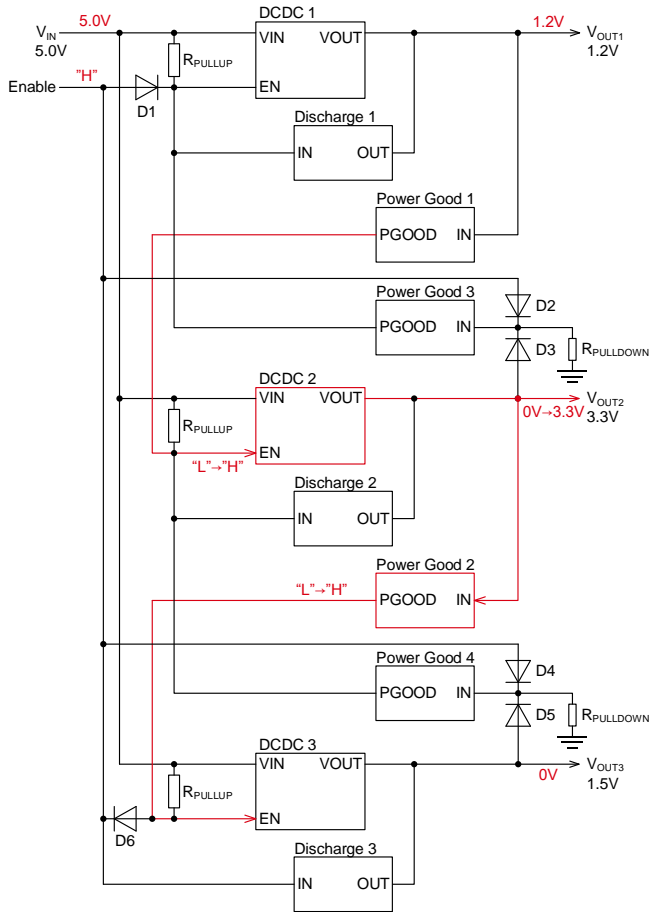 DCDC 1
5.0V
VIN
5.0V
VIN
VOUT
1.2V
VOUT1
1.2V
RPULLUP
"H"
Enable
D1
EN
Discharge 1
IN
OUT
Power Good 1
PGOOD
IN
Power Good 3
PGOOD
IN
D2
D3
RPULLDOWN
DCDC 2
VIN
VOUT
0V→3.3V
VOUT2
3.3V
RPULLUP
EN
“L”→”H”
Discharge 2
IN
OUT
Power Good 2
“L”→”H”
PGOOD
IN
Power Good 4
PGOOD
IN
D4
D5
RPULLDOWN
DCDC 3
VIN
VOUT
0V
VOUT3
1.5V
RPULLUP
D6
EN
Discharge 3
IN
OUT